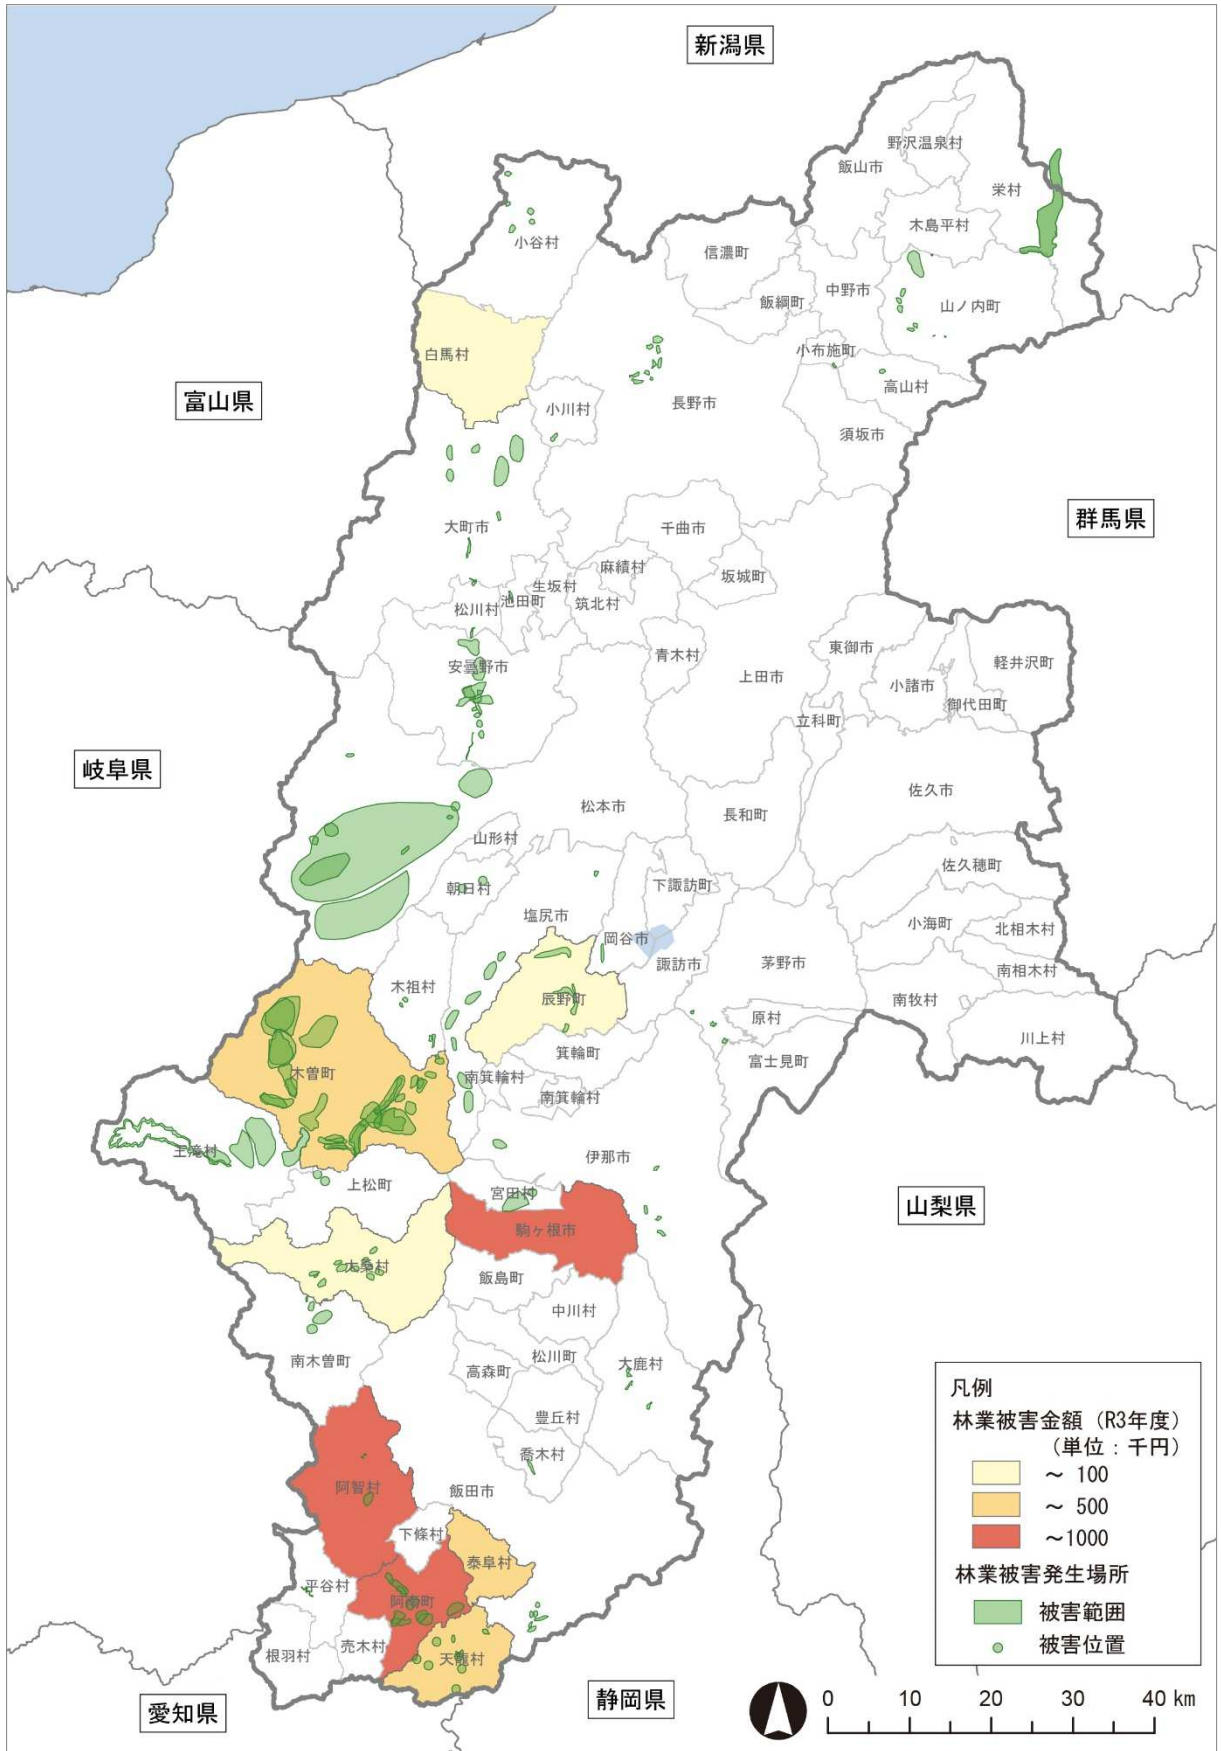 新潟県
野沢温泉村
飯山市
栄村
木島平村
小谷村
信濃町
中野市
飯綱町
山ノ内町
白馬村
小布施町
高山村
富山県
小川村
長野市
須坂市
群馬県
大町市
千曲市
麻績村
坂城町
生坂村
池田町
筑北村
松川村
東御市
青木村
軽井沢町
安曇野市
上田市
小諸市
御代田町
立科町
岐阜県
佐久市
松本市
長和町
山形村
佐久穂町
下諏訪町
朝日村
塩尻市
小海町
北相木村
岡谷市
諏訪市
茅野市
南相木村
木祖村
辰野町
南牧村
原村
川上村
箕輪町
富士見町
木曽町
南箕輪村
南箕輪村
王滝村
伊那市
上松町
宮田村
山梨県
駒ヶ根市
大桑村
飯島町
中川村
南木曽町
松川町
大鹿村
高森町
豊丘村
喬木村
阿智村
飯田市
下條村
泰阜村
平谷村
阿南町
売木村
根羽村
天龍村
愛知県
静岡県
凡例
林業被害金額（R3年度）
（単位：千円）
～ 100
～ 500
～1000
林業被害発生場所
被害範囲
被害位置
0 10 20 30 40 km